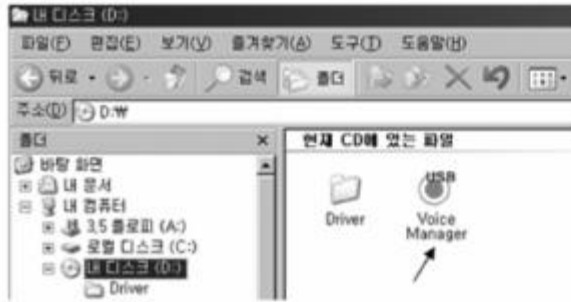 내 디스크 (D:)
파일(F) 편집(E) 보기(V) 즐겨찾기(A) 도구(T) 도움말(H)
뒤로 검색 폴더
주소(D) D:₩
폴더
바탕 화면
내 문서
내 컴퓨터
3.5 플로피 (A:)
로컬 디스크 (C:)
내 디스크 (D:)
Driver
현재 CD에 있는 파일
Driver
USB
Voice
Manager